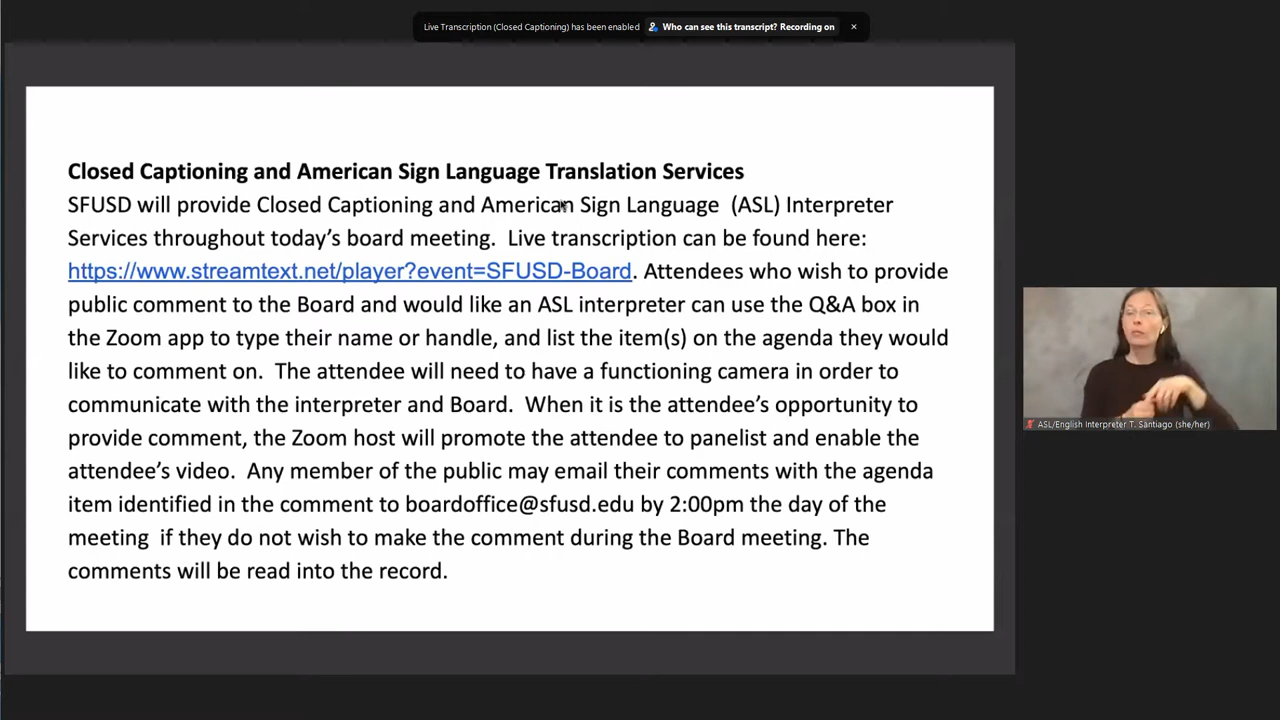 Live Transcription (Closed Captioning) has been enabled Who can see this transcript? Recording on
Closed Captioning and American Sign Language Translation Services
SFUSD will provide Closed Captioning and American Sign Language (ASL) Interpreter
Services throughout today’s board meeting. Live transcription can be found here:
https://www.streamtext.net/player?event=SFUSD-Board. Attendees who wish to provide
public comment to the Board and would like an ASL interpreter can use the Q&A box in
the Zoom app to type their name or handle, and list the item(s) on the agenda they would
like to comment on. The attendee will need to have a functioning camera in order to
communicate with the interpreter and Board. When it is the attendee’s opportunity to
provide comment, the Zoom host will promote the attendee to panelist and enable the
attendee’s video. Any member of the public may email their comments with the agenda
item identified in the comment to boardoffice@sfusd.edu by 2:00pm the day of the
meeting if they do not wish to make the comment during the Board meeting. The
comments will be read into the record.
ASL/English Interpreter T. Santiago (she/her)